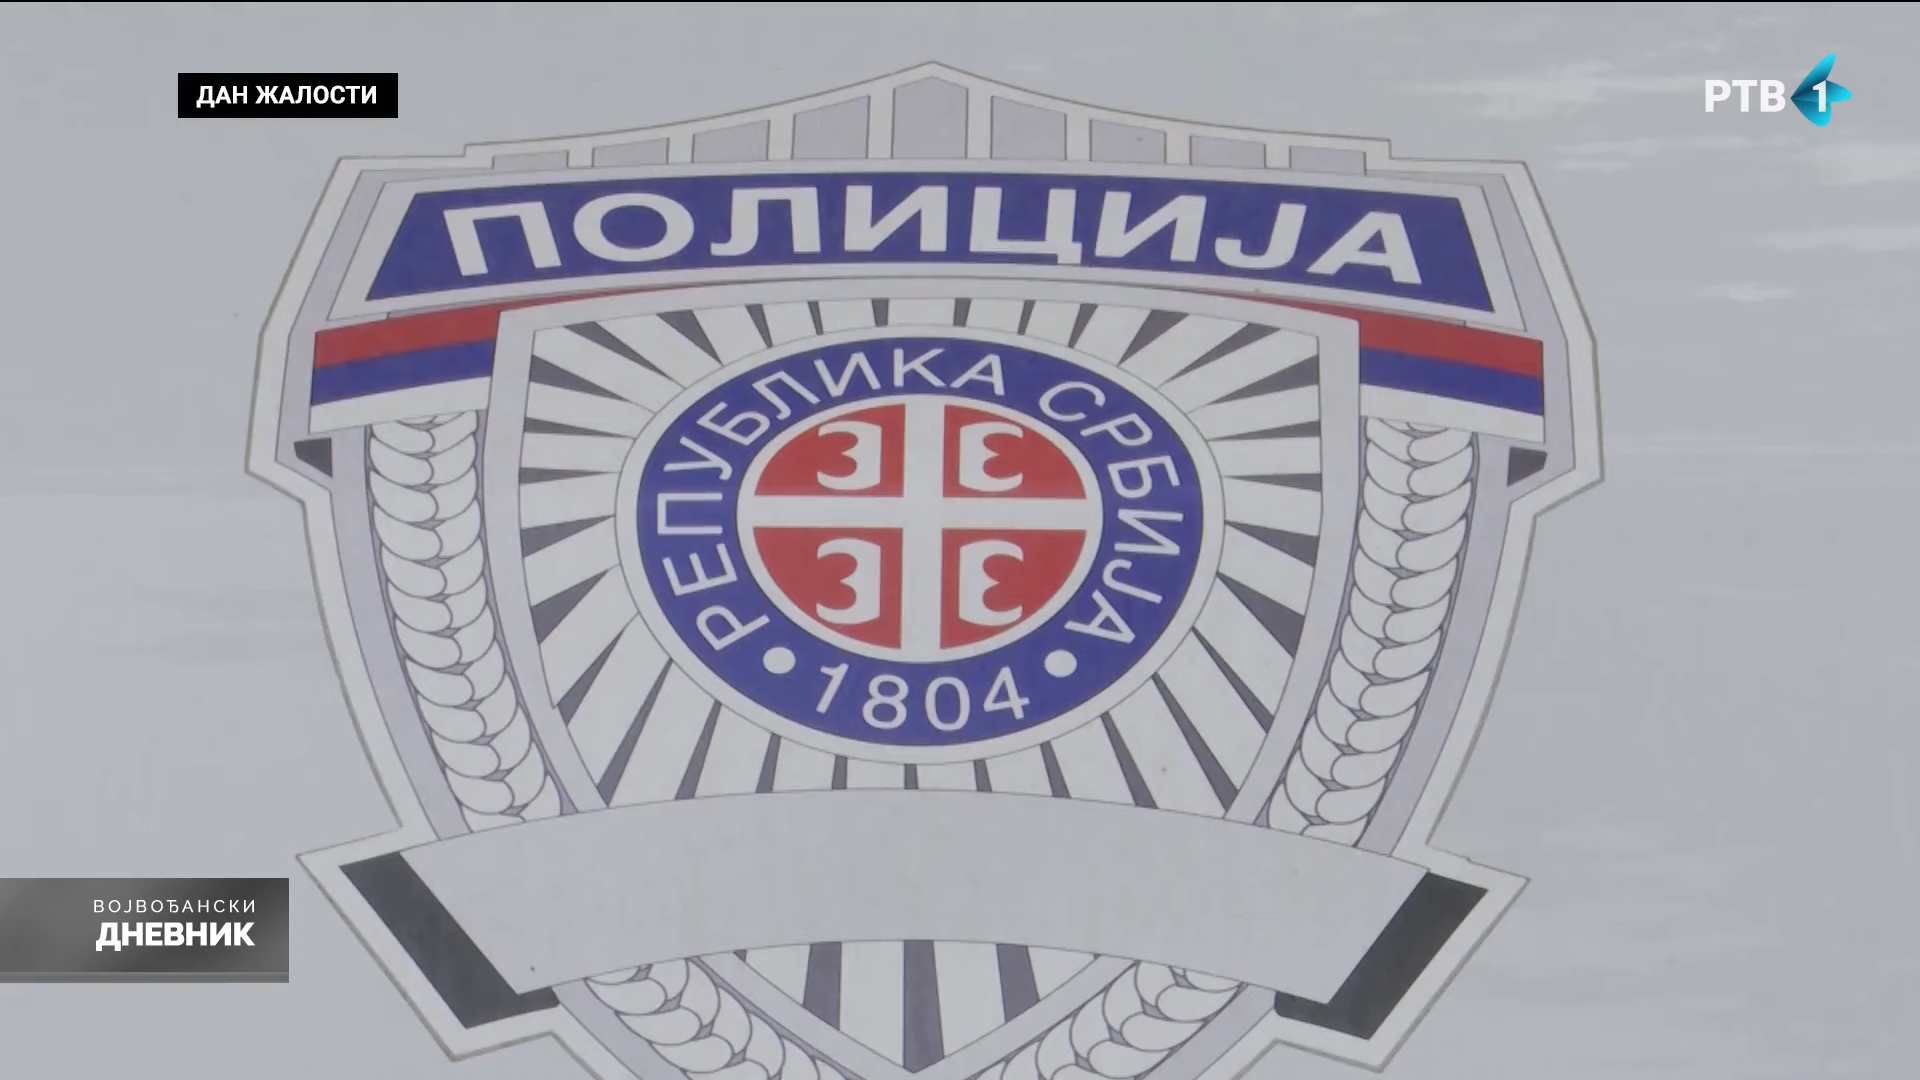 ДАН ЖАЛОСТИ
РТВ 1
ПОЛИЦИЈА
РЕПУБЛИКА СРБИЈА
• 1804 •
ВОЈВОЂАНСКИ
ДНЕВНИК